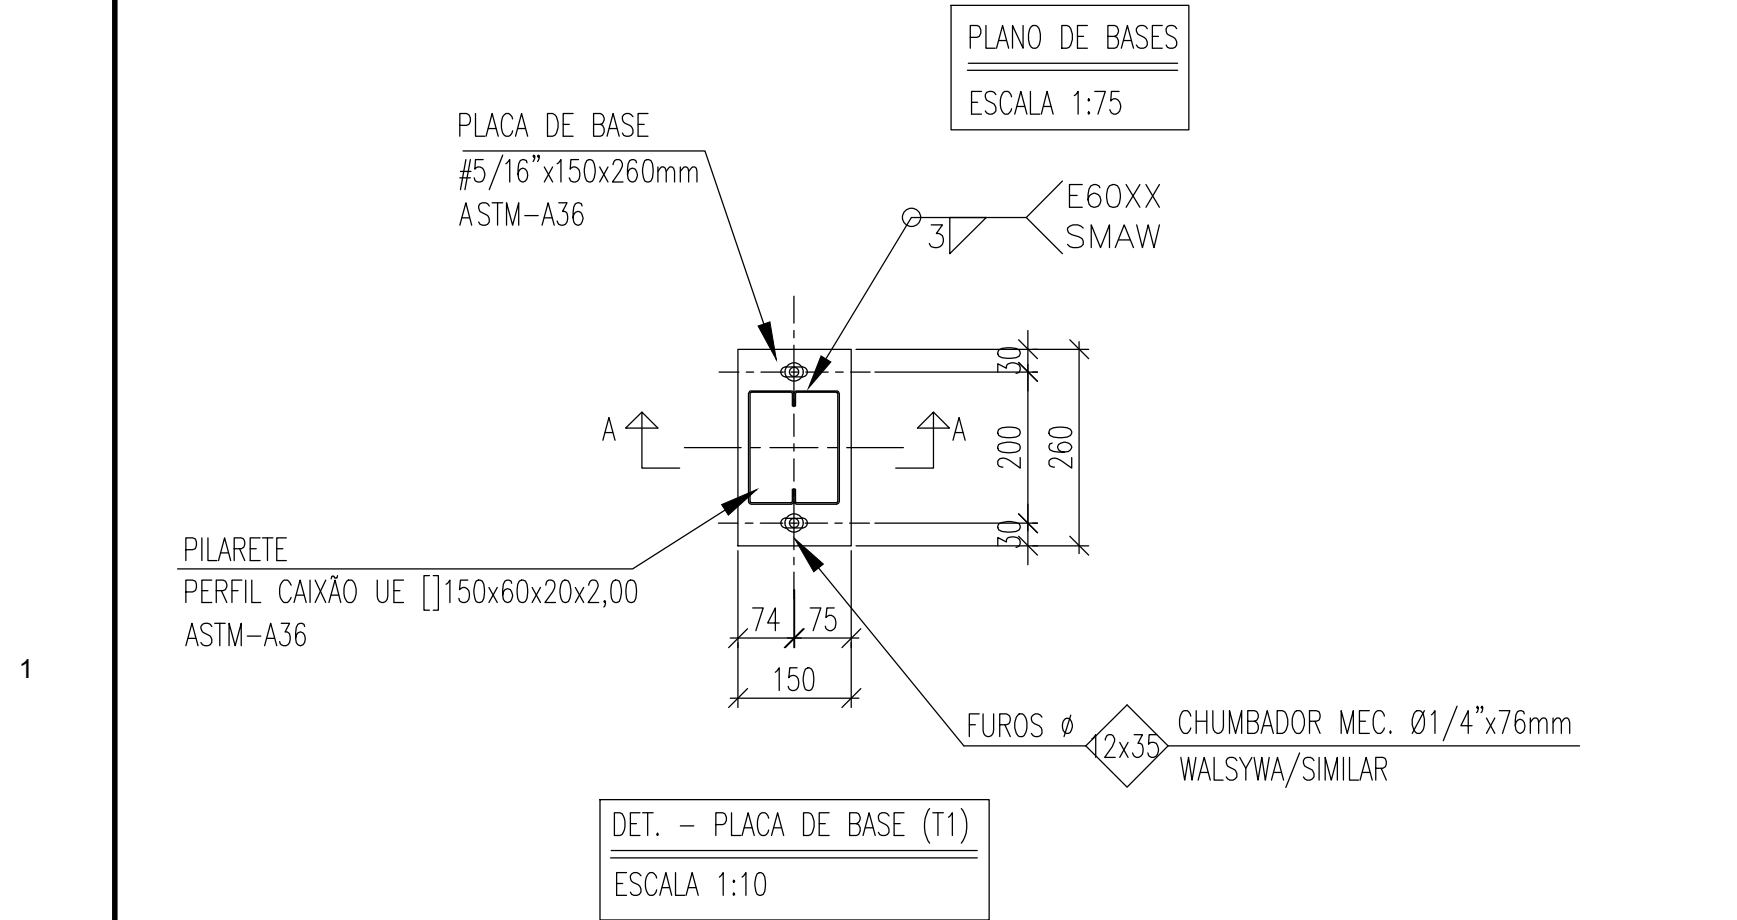 PLANO DE BASES
ESCALA 1:75
PLACA DE BASE
#5/16"x150x260mm
ASTM-A36
E60XX
3
SMAW
30
A
A
200
260
30
PILARETE
PERFIL CAIXÃO UE []150x60x20x2,00
ASTM-A36
74
75
150
1
FUROS ø
12x35
CHUMBADOR MEC. Ø1/4"x76mm
WALSYWA/SIMILAR
DET. - PLACA DE BASE (T1)
ESCALA 1:10